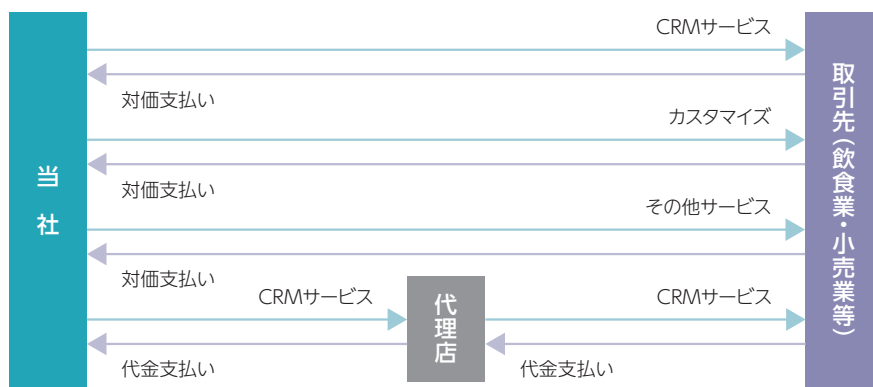 当社
CRMサービス
対価支払い
カスタマイズ
対価支払い
その他サービス
対価支払い
CRMサービス
代理店
CRMサービス
代金支払い
代金支払い
取引先(飲食業・小売業等)